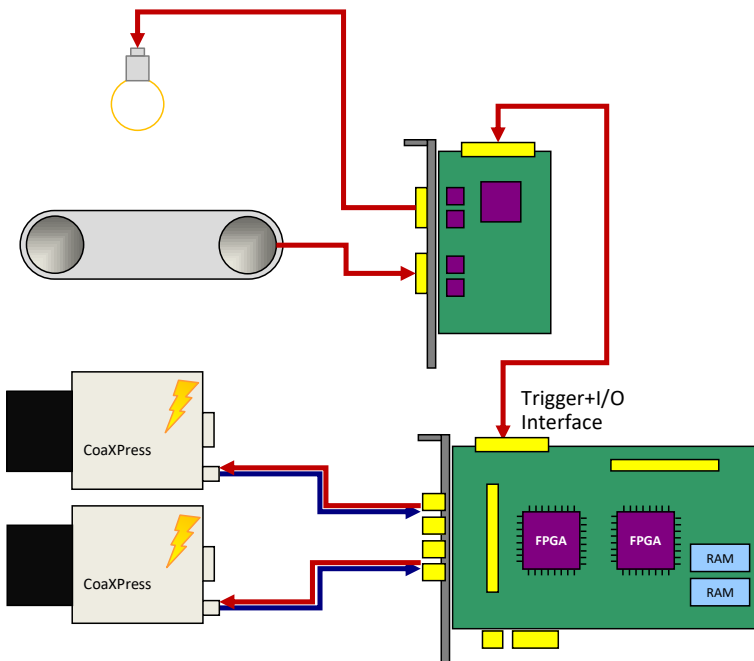 Trigger+I/O
Interface
CoaXPress
FPGA
FPGA
RAM
CoaXPress
RAM